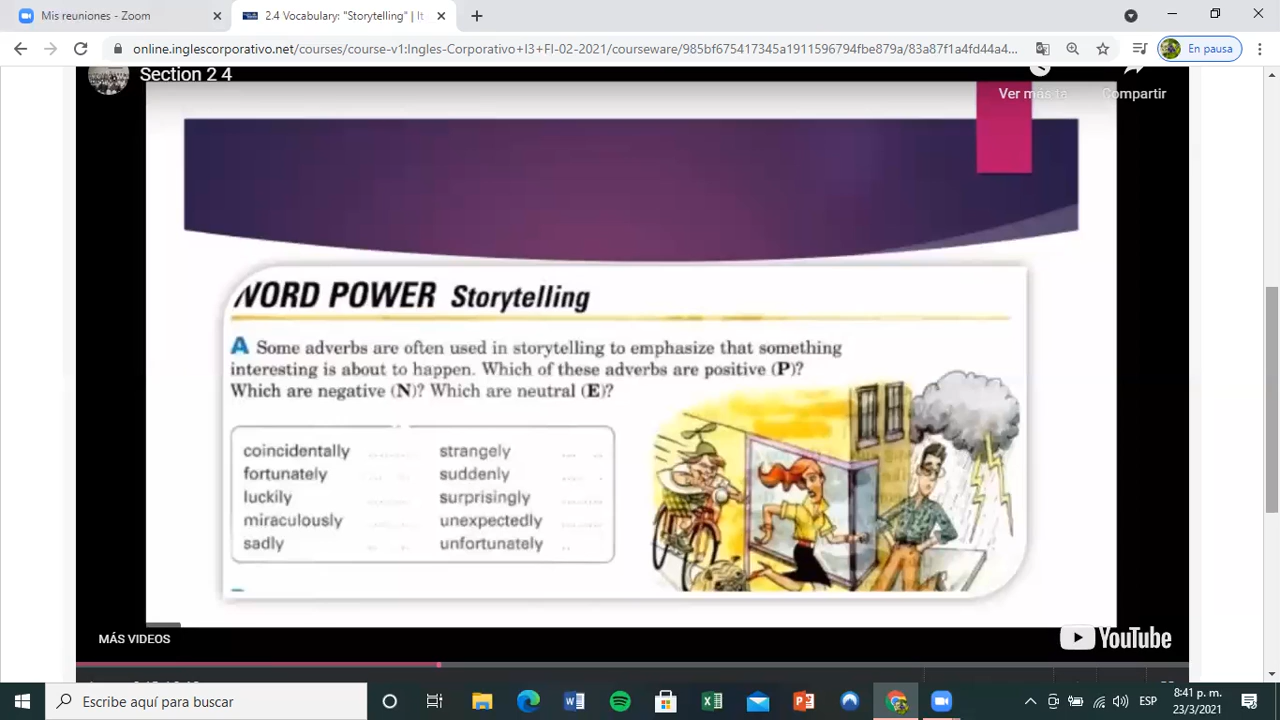 Mis reuniones - Zoom
2.4 Vocabulary: "Storytelling" | It
online.inglescorporativo.net/courses/course-v1:Ingles-Corporativo+I3+FI-02-2021/courseware/985bf675417345a1911596794fbe879a/83a87f1a4fd44a4...
En pausa
Section 2 4
Ver más ta
Compartir
WORD POWER Storytelling
A Some adverbs are often used in storytelling to emphasize that something
interesting is about to happen. Which of these adverbs are positive (P)?
Which are negative (N)? Which are neutral (E)?
coincidentally strangely
fortunately suddenly
luckily surprisingly
miraculously unexpectedly
sadly unfortunately
MÁS VIDEOS
YouTube
Escribe aquí para buscar
ESP
8:41 p. m.
23/3/2021